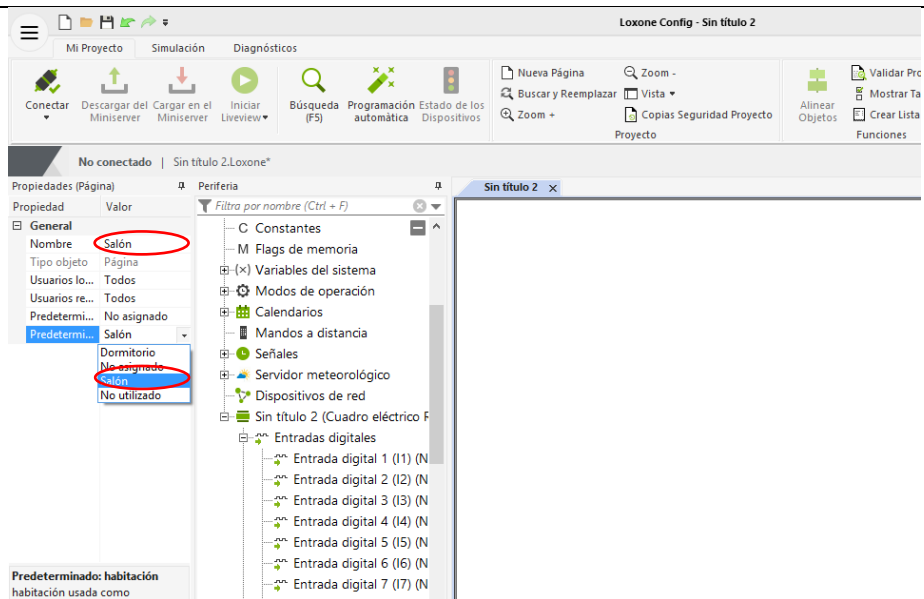 Loxone Config - Sin título 2
Mi Proyecto Simulación Diagnósticos
Conectar
Descargar del Miniserver
Cargar en el Miniserver
Iniciar Liveview
Búsqueda (F5)
Programación automática
Estado de los Dispositivos
Nueva Página
Buscar y Reemplazar
Zoom +
Zoom -
Vista
Copias Seguridad Proyecto
Proyecto
Alinear Objetos
Validar Pro
Mostrar Ta
Crear Lista
Funciones
No conectado | Sin título 2.Loxone*
Propiedades (Página)
Propiedad Valor
General
Nombre Salón
Tipo objeto Página
Usuarios lo... Todos
Usuarios re... Todos
Predetermi... No asignado
Predetermi... Salón
Dormitorio
No asignado
Salón
No utilizado
Predeterminado: habitación
habitación usada como
Periferia
Filtra por nombre (Ctrl + F)
C Constantes
M Flags de memoria
(×) Variables del sistema
Modos de operación
Calendarios
Mandos a distancia
Señales
Servidor meteorológico
Dispositivos de red
Sin título 2 (Cuadro eléctrico
Entradas digitales
Entrada digital 1 (I1) (N
Entrada digital 2 (I2) (N
Entrada digital 3 (I3) (N
Entrada digital 4 (I4) (N
Entrada digital 5 (I5) (N
Entrada digital 6 (I6) (N
Entrada digital 7 (I7) (N
Sin título 2 ×